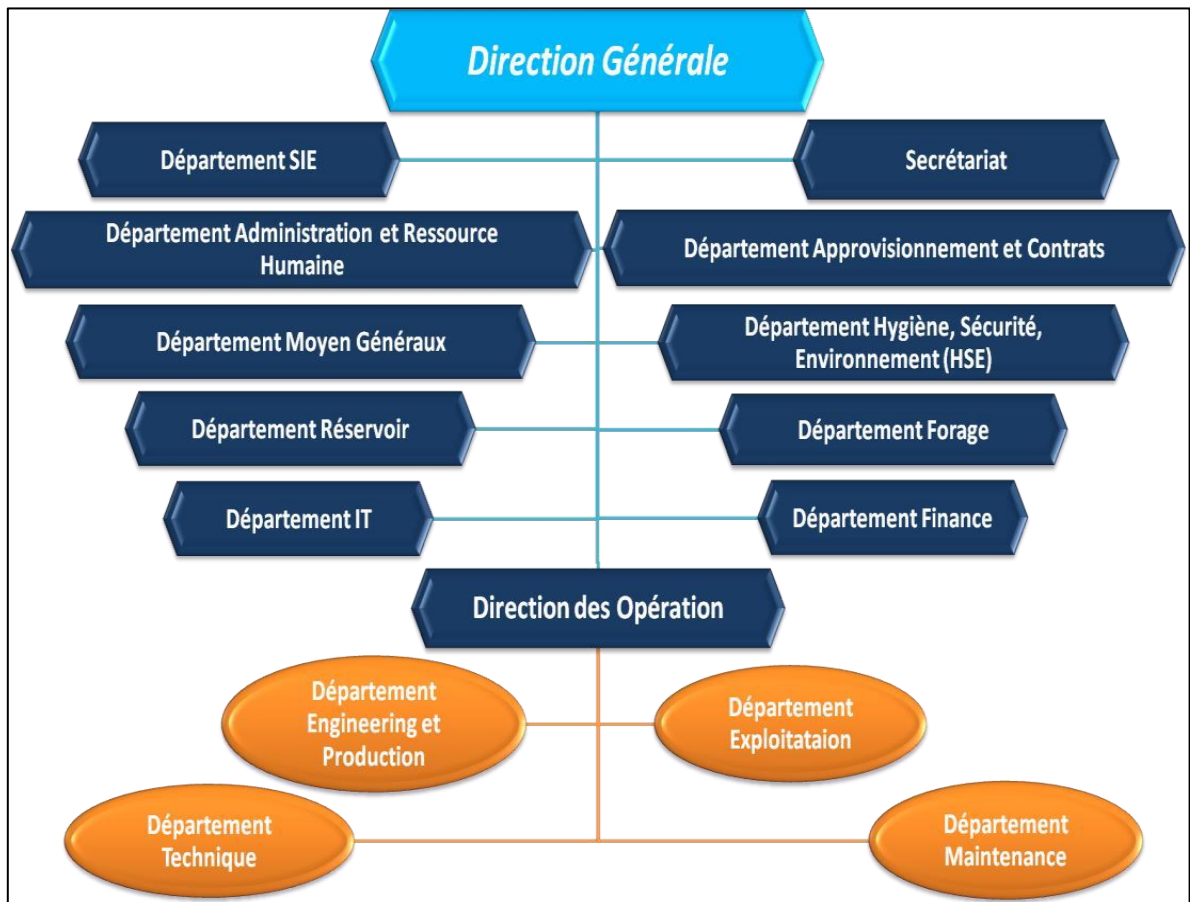 Direction Générale
Département SIE
Secrétariat
Département Administration et Ressource
Humaine
Département Approvisionnement et Contrats
Département Moyen Généraux
Département Hygiène, Sécurité,
Environnement (HSE)
Département Réservoir
Département Forage
Département IT
Département Finance
Direction des Opération
Département
Engineering et
Production
Département
Exploitataion
Département
Technique
Département
Maintenance